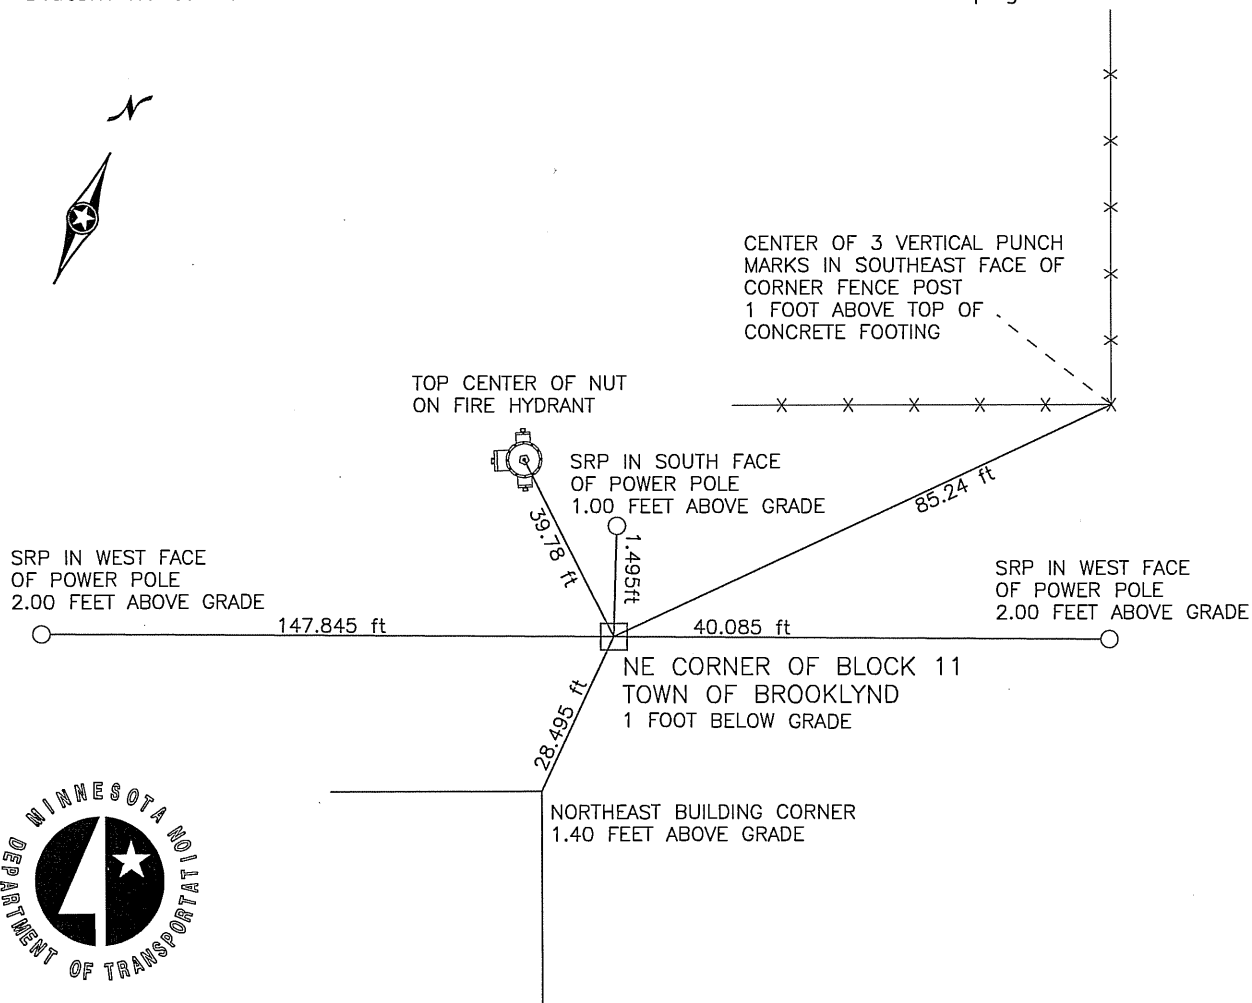 N
CENTER OF 3 VERTICAL PUNCH
MARKS IN SOUTHEAST FACE OF
CORNER FENCE POST
1 FOOT ABOVE TOP OF
CONCRETE FOOTING
TOP CENTER OF NUT
ON FIRE HYDRANT
SRP IN SOUTH FACE
OF POWER POLE
1.00 FEET ABOVE GRADE
39.78 ft
1.495ft
85.24 ft
SRP IN WEST FACE
OF POWER POLE
2.00 FEET ABOVE GRADE
147.845 ft
40.085 ft
SRP IN WEST FACE
OF POWER POLE
2.00 FEET ABOVE GRADE
NE CORNER OF BLOCK 11
TOWN OF BROOKLYND
1 FOOT BELOW GRADE
28.495 ft
NORTHEAST BUILDING CORNER
1.40 FEET ABOVE GRADE
MINNESOTA
DEPARTMENT OF TRANSPORTATION